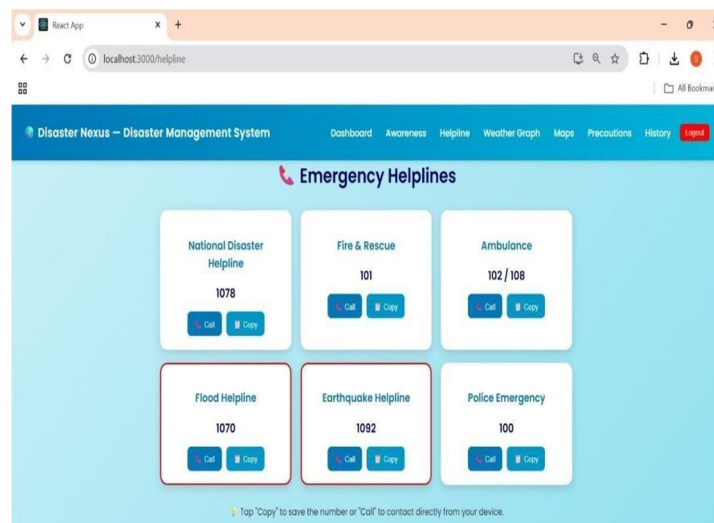 React App
localhost:3000/helpline
All Bookmar
Disaster Nexus — Disaster Management System
Dashboard Awareness Helpline Weather Graph Maps Precautions History Logout
Emergency Helplines
National Disaster
Helpline
1078
Call Copy
Fire & Rescue
101
Call Copy
Ambulance
102 / 108
Call Copy
Flood Helpline
1070
Call Copy
Earthquake Helpline
1092
Call Copy
Police Emergency
100
Call Copy
Tap "Copy" to save the number or "Call" to contact directly from your device.